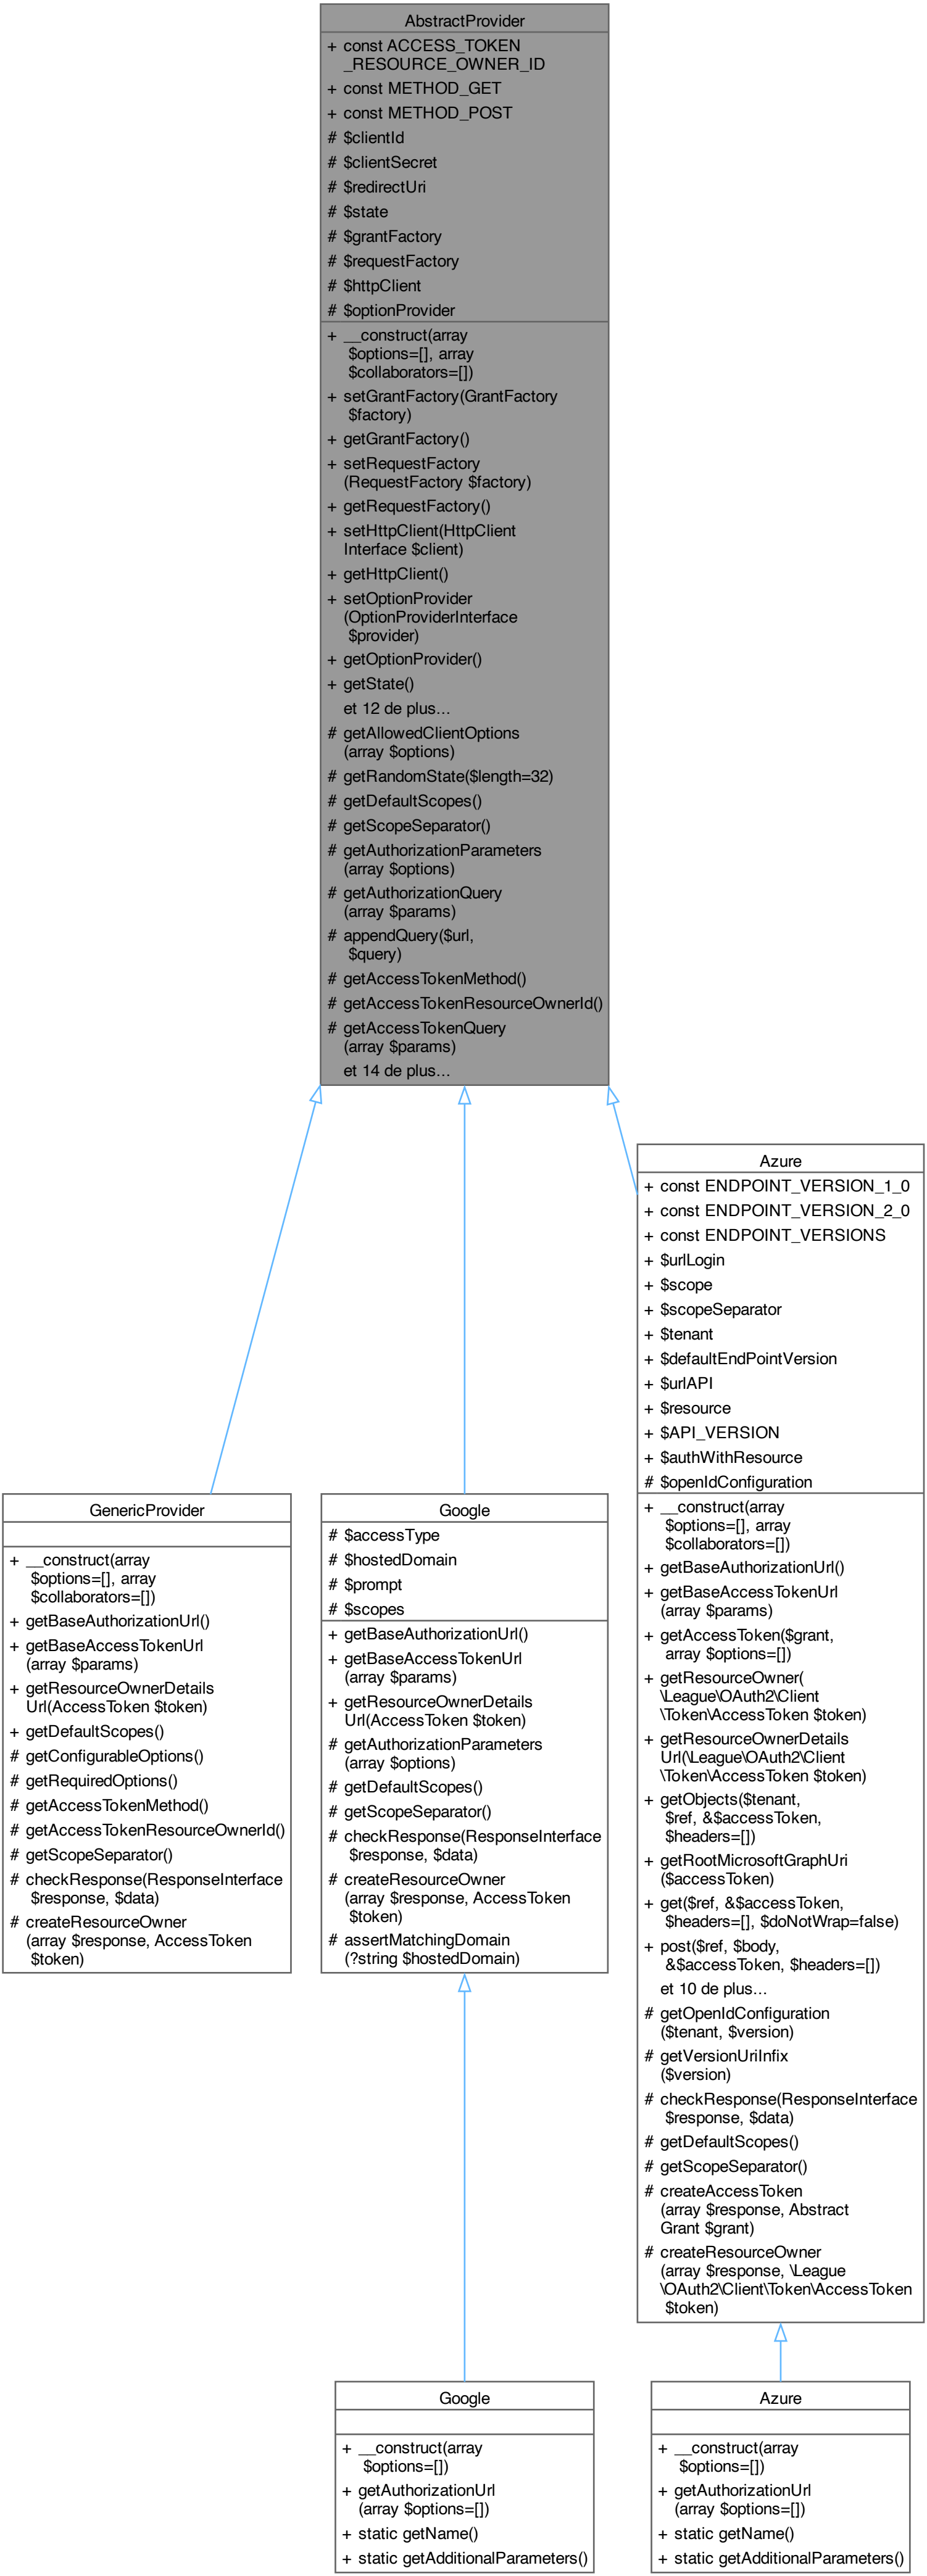 AbstractProvider
+ const ACCESS_TOKEN
_RESOURCE_OWNER_ID
+ const METHOD_GET
+ const METHOD_POST
# $clientId
# $clientSecret
# $redirectUri
# $state
# $grantFactory
# $requestFactory
# $httpClient
# $optionProvider
+ __construct(array
$options=[], array
$collaborators=[])
+ setGrantFactory(GrantFactory
$factory)
+ getGrantFactory()
+ setRequestFactory
(RequestFactory $factory)
+ getRequestFactory()
+ setHttpClient(HttpClient
Interface $client)
+ getHttpClient()
+ setOptionProvider
(OptionProviderInterface
$provider)
+ getOptionProvider()
+ getState()
et 12 de plus...
# getAllowedClientOptions
(array $options)
# getRandomState($length=32)
# getDefaultScopes()
# getScopeSeparator()
# getAuthorizationParameters
(array $options)
# getAuthorizationQuery
(array $params)
# appendQuery($url,
$query)
# getAccessTokenMethod()
# getAccessTokenResourceOwnerId()
# getAccessTokenQuery
(array $params)
et 14 de plus...
GenericProvider
+ __construct(array
$options=[], array
$collaborators=[])
+ getBaseAuthorizationUrl()
+ getBaseAccessTokenUrl
(array $params)
+ getResourceOwnerDetails
Url(AccessToken $token)
+ getDefaultScopes()
# getConfigurableOptions()
# getRequiredOptions()
# getAccessTokenMethod()
# getAccessTokenResourceOwnerId()
# getScopeSeparator()
# checkResponse(ResponseInterface
$response, $data)
# createResourceOwner
(array $response, AccessToken
$token)
Google
# $accessType
# $hostedDomain
# $prompt
# $scopes
+ getBaseAuthorizationUrl()
+ getBaseAccessTokenUrl
(array $params)
+ getResourceOwnerDetails
Url(AccessToken $token)
# getAuthorizationParameters
(array $options)
# getDefaultScopes()
# getScopeSeparator()
# checkResponse(ResponseInterface
$response, $data)
# createResourceOwner
(array $response, AccessToken
$token)
# assertMatchingDomain
(?string $hostedDomain)
Azure
+ const ENDPOINT_VERSION_1_0
+ const ENDPOINT_VERSION_2_0
+ const ENDPOINT_VERSIONS
+ $urlLogin
+ $scope
+ $scopeSeparator
+ $tenant
+ $defaultEndPointVersion
+ $urlAPI
+ $resource
+ $API_VERSION
+ $authWithResource
# $openIdConfiguration
+ __construct(array
$options=[], array
$collaborators=[])
+ getBaseAuthorizationUrl()
+ getBaseAccessTokenUrl
(array $params)
+ getAccessToken($grant,
array $options=[])
+ getResourceOwner(
\League\OAuth2\Client
\Token\AccessToken $token)
+ getResourceOwnerDetails
Url(\League\OAuth2\Client
\Token\AccessToken $token)
+ getObjects($tenant,
$ref, &$accessToken,
$headers=[])
+ getRootMicrosoftGraphUri
($accessToken)
+ get($ref, &$accessToken,
$headers=[], $doNotWrap=false)
+ post($ref, $body,
&$accessToken, $headers=[])
et 10 de plus...
# getOpenIdConfiguration
($tenant, $version)
# getVersionUriInfix
($version)
# checkResponse(ResponseInterface
$response, $data)
# getDefaultScopes()
# getScopeSeparator()
# createAccessToken
(array $response, Abstract
Grant $grant)
# createResourceOwner
(array $response, \League
\OAuth2\Client\Token\AccessToken
$token)
Google
+ __construct(array
$options=[])
+ getAuthorizationUrl
(array $options=[])
+ static getName()
+ static getAdditionalParameters()
Azure
+ __construct(array
$options=[])
+ getAuthorizationUrl
(array $options=[])
+ static getName()
+ static getAdditionalParameters()